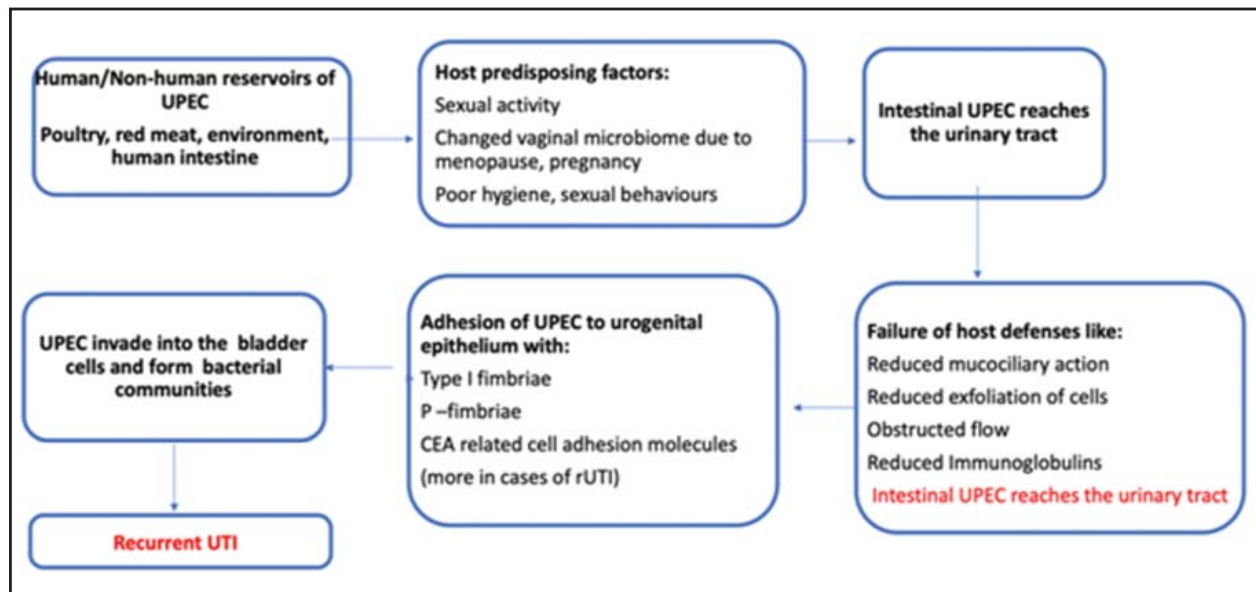 Human/Non-human reservoirs of
UPEC
Poultry, red meat, environment,
human intestine
Host predisposing factors:
Sexual activity
Changed vaginal microbiome due to
menopause, pregnancy
Poor hygiene, sexual behaviours
Intestinal UPEC reaches
the urinary tract
Failure of host defenses like:
Reduced mucociliary action
Reduced exfoliation of cells
Obstructed flow
Reduced Immunoglobulins
Intestinal UPEC reaches the urinary tract
Adhesion of UPEC to urogenital
epithelium with:
Type I fimbriae
P –fimbriae
CEA related cell adhesion molecules
(more in cases of rUTI)
UPEC invade into the bladder
cells and form bacterial
communities
Recurrent UTI